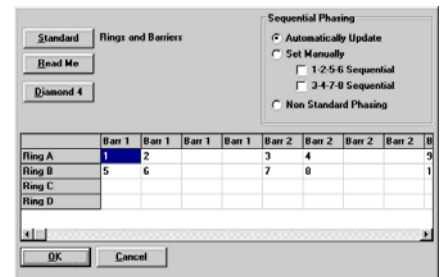 Sequential Phasing
Standard Rings and Barriers
Automatically Update
Read Me
Set Manually
1-2-5-6 Sequential
3-4-7-8 Sequential
Diamond 4
Non Standard Phasing
Barr 1 Barr 1 Barr 1 Barr 1 Barr 2 Barr 2 Barr 2 Barr 2 B
Ring A 1 2 3 4 9
Ring B 5 6 7 8 1
Ring C
Ring D
OK Cancel